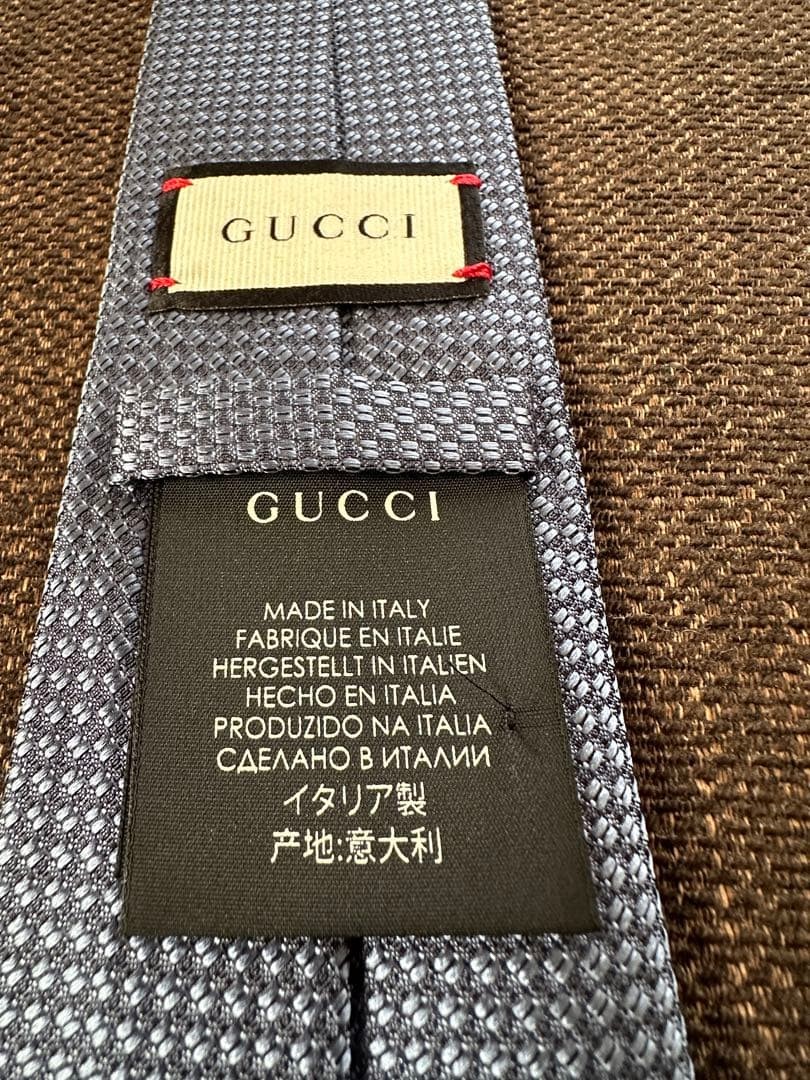 GUCCI
GUCCI
MADE IN ITALY
FABRIQUE EN ITALIE
HERGESTELLT IN ITALIEN
HECHO EN ITALIA
PRODUZIDO NA ITALIA
СДЕЛАНО В ИТАЛИИ
イタリア製
产地:意大利